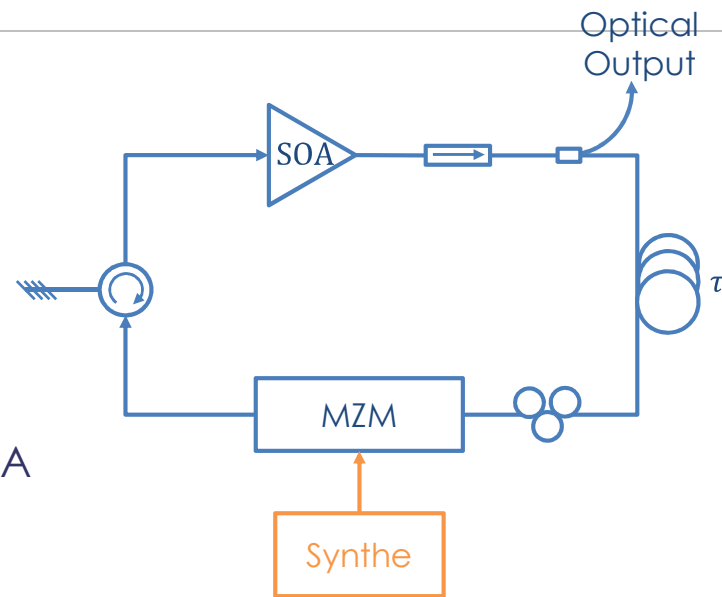 Optical
Output
SOA
τ
MZM
A
Synthe